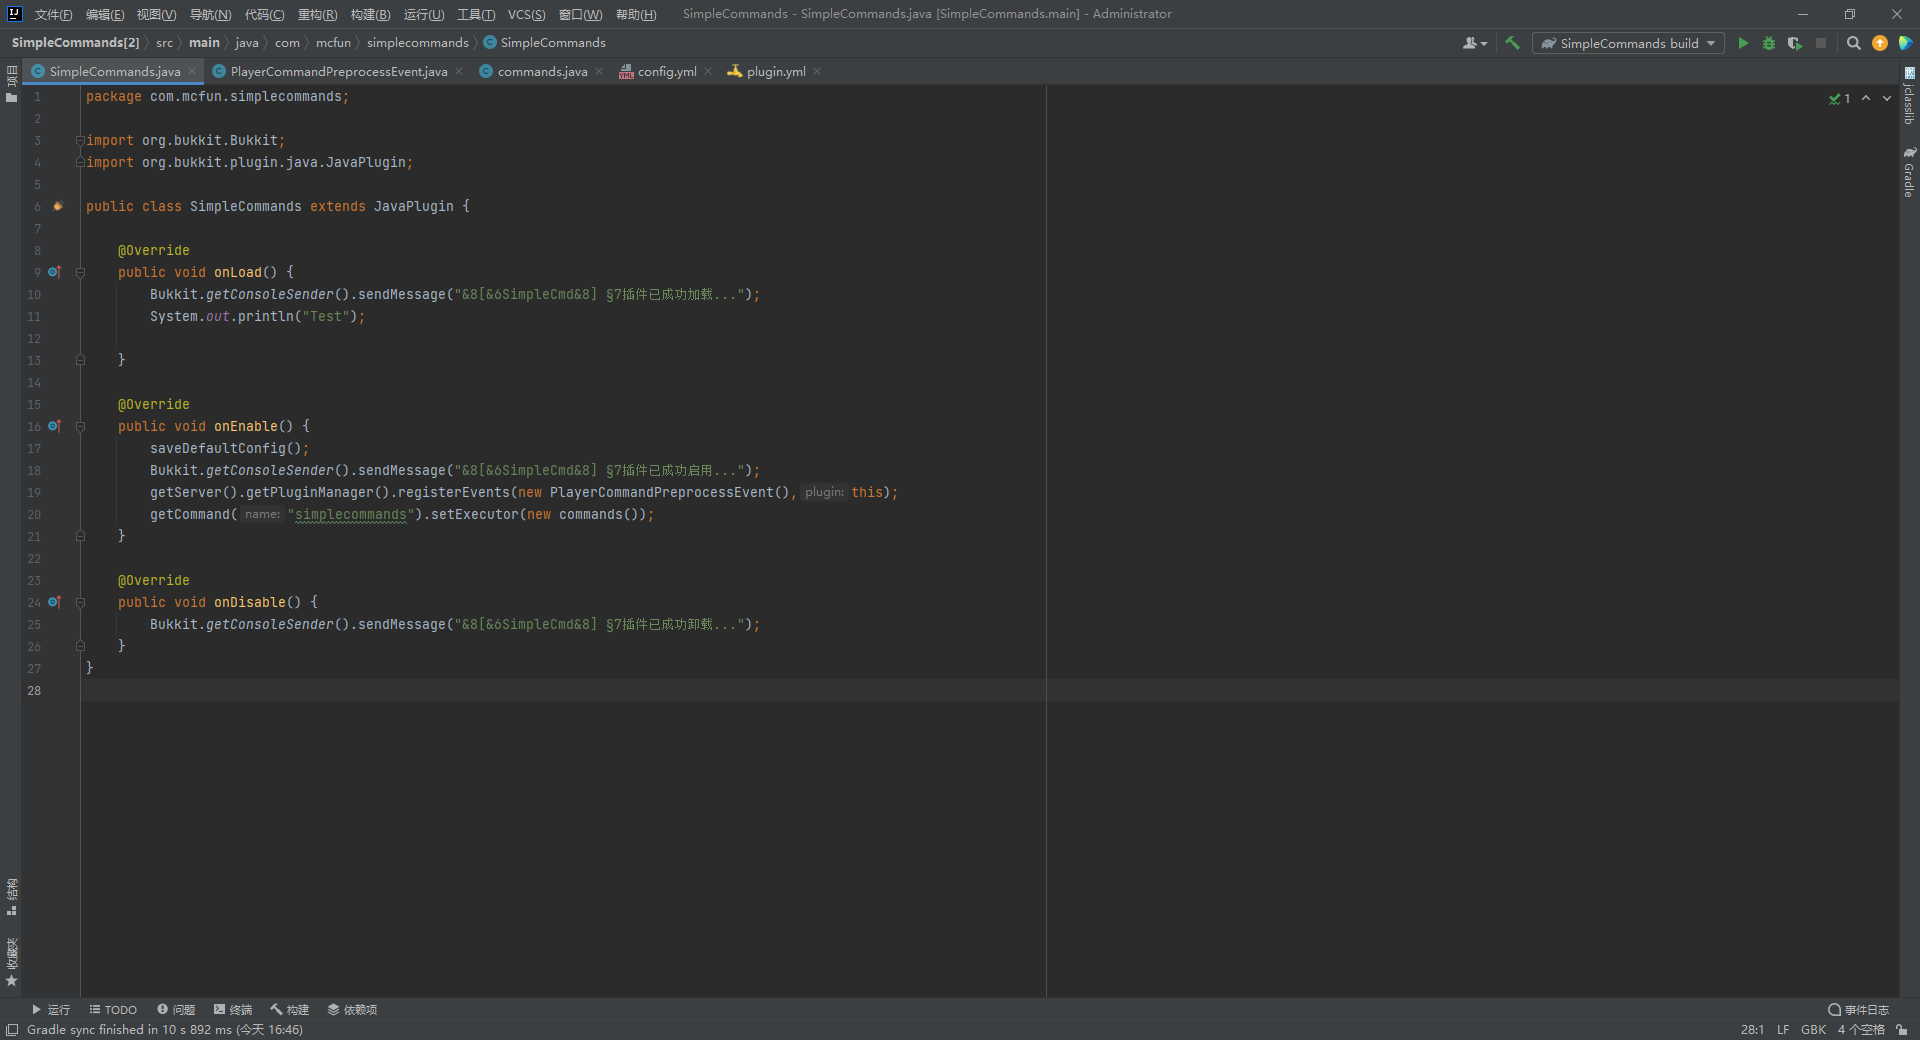 文件(F) 编辑(E) 视图(V) 导航(N) 代码(C) 重构(R) 构建(B) 运行(U) 工具(T) VCS(S) 窗口(W) 帮助(H) SimpleCommands - SimpleCommands.java [SimpleCommands.main] - Administrator
SimpleCommands[2] src main java com mcfun simplecommands SimpleCommands SimpleCommands build
SimpleCommands.java PlayerCommandPreprocessEvent.java commands.java config.yml plugin.yml
项目
1 package com.mcfun.simplecommands;
2
3 import org.bukkit.Bukkit;
4 import org.bukkit.plugin.java.JavaPlugin;
5
6 public class SimpleCommands extends JavaPlugin {
7
8 @Override
9 public void onLoad() {
10 Bukkit.getConsoleSender().sendMessage("&8[&6SimpleCmd&8] §7插件已成功加载...");
11 System.out.println("Test");
12
13 }
14
15 @Override
16 public void onEnable() {
17 saveDefaultConfig();
18 Bukkit.getConsoleSender().sendMessage("&8[&6SimpleCmd&8] §7插件已成功启用...");
19 getServer().getPluginManager().registerEvents(new PlayerCommandPreprocessEvent(), plugin: this);
20 getCommand( name: "simplecommands").setExecutor(new commands());
21 }
22
23 @Override
24 public void onDisable() {
25 Bukkit.getConsoleSender().sendMessage("&8[&6SimpleCmd&8] §7插件已成功卸载...");
26 }
27 }
28
1
jclasslib
Gradle
结构
收藏夹
运行 TODO 问题 终端 构建 依赖项 事件日志
Gradle sync finished in 10 s 892 ms (今天 16:46) 28:1 LF GBK 4 个空格